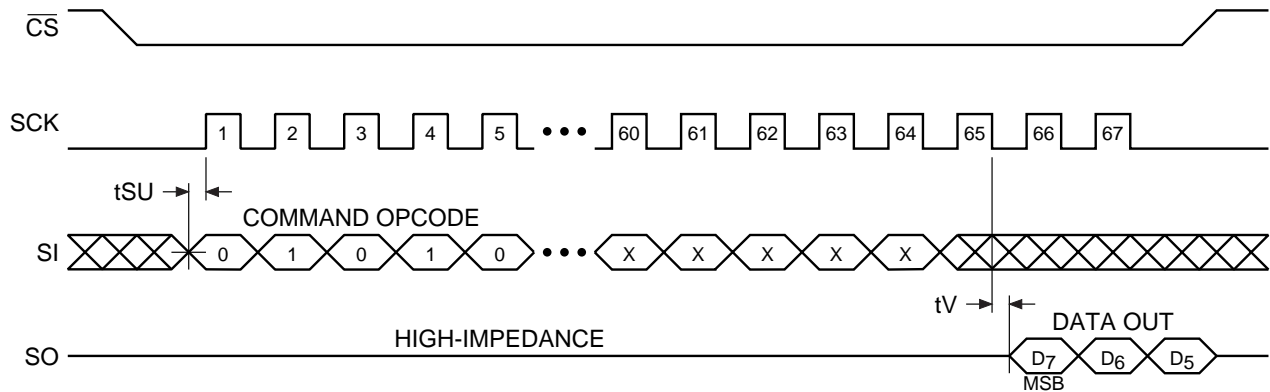 CS
SCK 1 2 3 4 5 ••• 60 61 62 63 64 65 66 67
tSU
COMMAND OPCODE
SI 0 1 0 1 0 ••• X X X X X
tV
HIGH-IMPEDANCE DATA OUT
SO D7 D6 D5
MSB